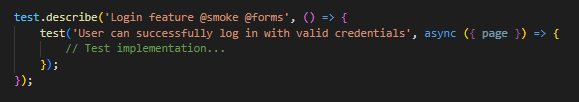 test.describe('Login feature @smoke @forms', () => {
    test('User can successfully log in with valid credentials', async ({ page }) => {
        // Test implementation...
    });
});